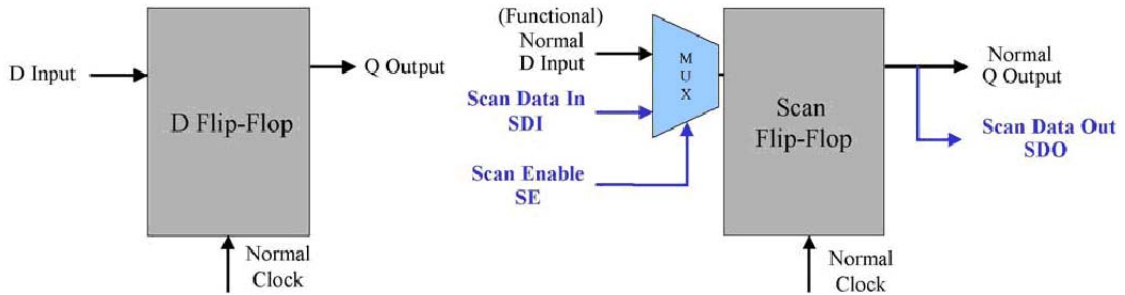 D Input
D Flip-Flop
Q Output
Normal
Clock
(Functional)
Normal
D Input
Scan Data In
SDI
Scan Enable
SE
M
U
X
Scan
Flip-Flop
Normal
Q Output
Scan Data Out
SDO
Normal
Clock